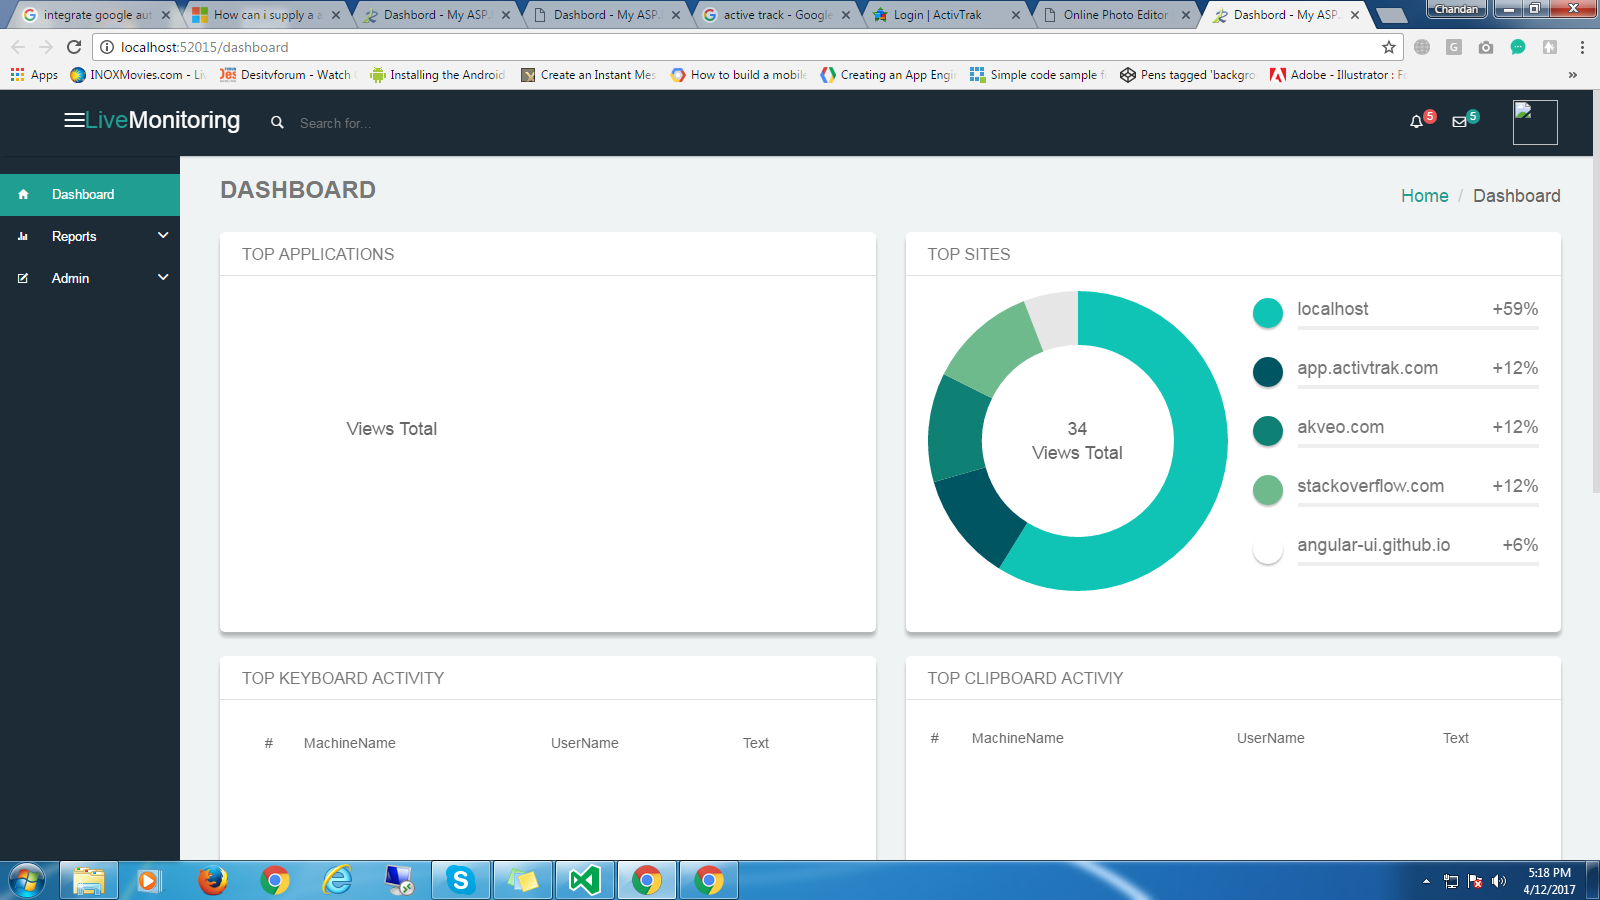 integrate google aut
How can i supply a a
Dashbord - My ASP.
Dashbord - My ASP.
active track - Google
Login | ActivTrak
Online Photo Editor
Dashbord - My ASP.
Chandan
localhost:52015/dashboard
Apps
INOXMovies.com - Liv
Desitvforum - Watch
Installing the Android
Create an Instant Mes
How to build a mobile
Creating an App Engi
Simple code sample f
Pens tagged 'backgro
Adobe - Illustrator : Fo
»
LiveMonitoring
Search for...
5
5
Dashboard
Reports
Admin
DASHBOARD
Home / Dashboard
TOP APPLICATIONS
Views Total
TOP SITES
34
Views Total
localhost +59%
app.activtrak.com +12%
akveo.com +12%
stackoverflow.com +12%
angular-ui.github.io +6%
TOP KEYBOARD ACTIVITY
# MachineName UserName Text
TOP CLIPBOARD ACTIVIY
# MachineName UserName Text
5:18 PM
4/12/2017